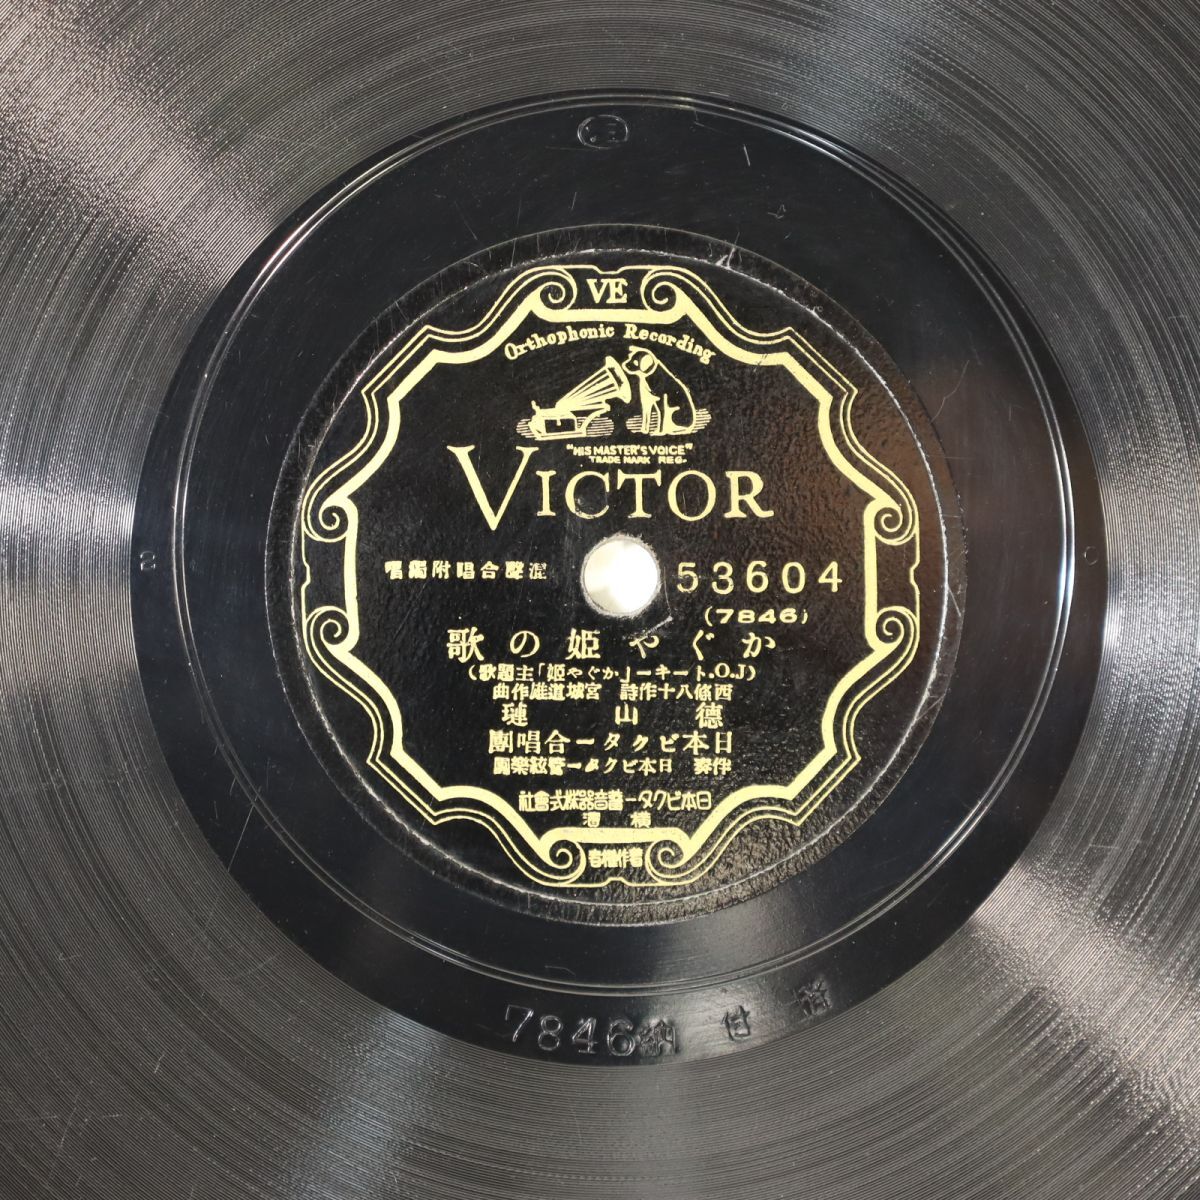 VE
Orthophonic Recording
"HIS MASTER'S VOICE"
TRADE MARK REG.
VICTOR
混聲合唱附獨唱
53604
(7846)
かぐや姫の歌
(J.O.トーキー「かぐや姫」主題歌)
西條八十作詩 宮城道雄作曲
德山璉
日本ビクター合唱團
伴奏 日本ビクター管絃樂團
日本ビクター蓄音器株式會社
横濱
7846